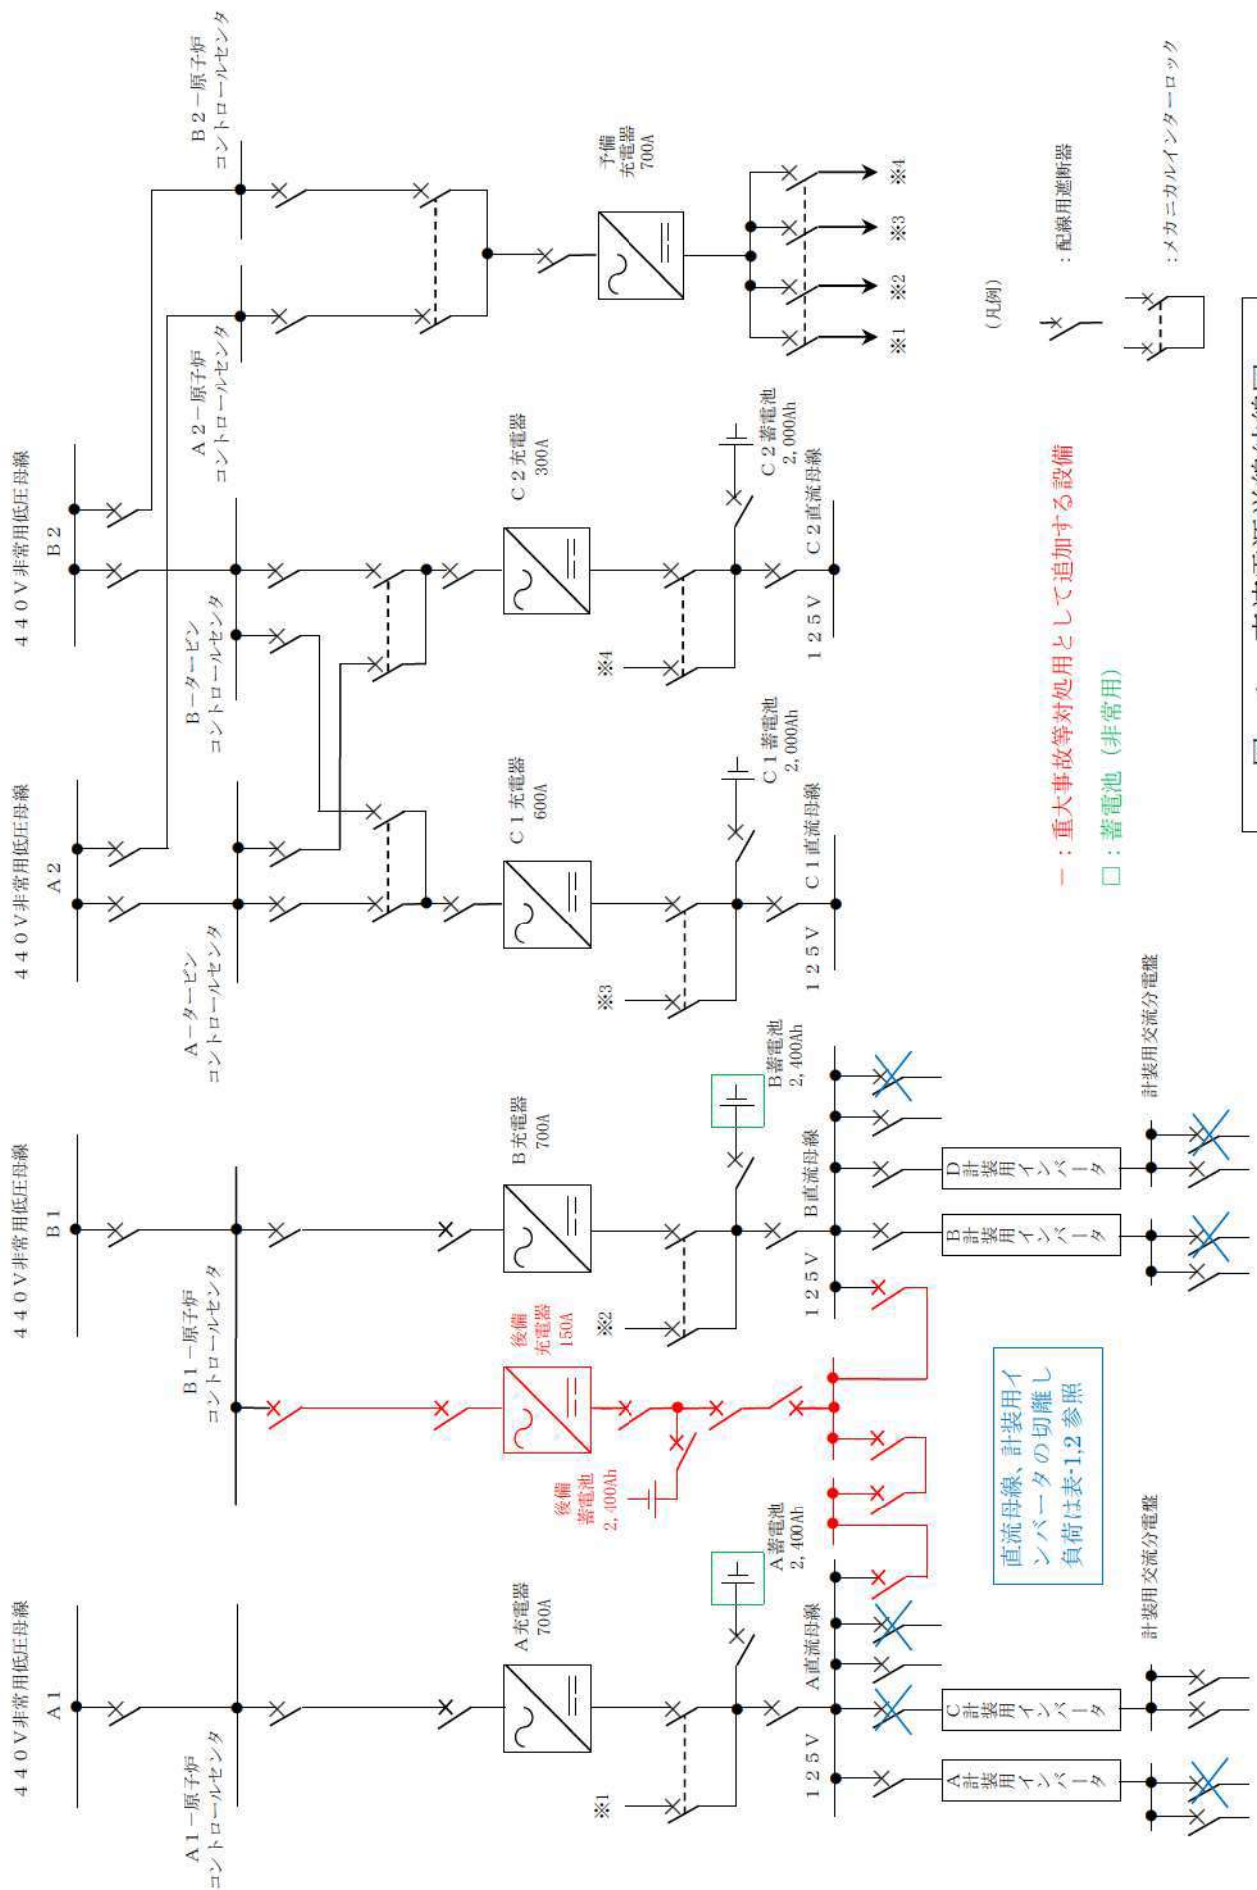 440V非常用低圧母線
A1
440V非常用低圧母線
B1
440V非常用低圧母線
A2
440V非常用低圧母線
B2
A1－原子炉
コントロールセンタ
B1－原子炉
コントロールセンタ
A－タービン
コントロールセンタ
B－タービン
コントロールセンタ
A2－原子炉
コントロールセンタ
B2－原子炉
コントロールセンタ
A充電器
700A
後備
充電器
150A
B充電器
700A
C1充電器
600A
C2充電器
300A
予備
充電器
700A
※1
※2
※3
※4
※1
※2
※3
※4
A蓄電池
2,400Ah
後備
蓄電池
2,400Ah
B蓄電池
2,400Ah
C1蓄電池
2,000Ah
C2蓄電池
2,000Ah
125V A直流母線
125V B直流母線
125V C1直流母線
125V C2直流母線
A
計装用インバータ
C
計装用インバータ
B
計装用インバータ
D
計装用インバータ
計装用交流分電盤
計装用交流分電盤
直流母線、計装用イ
ンバータの切離し
負荷は表-1,2 参照
(凡例)
：配線用遮断器
：メカニカルインターロック
－：重大事故等対処用として追加する設備
□：蓄電池（非常用）